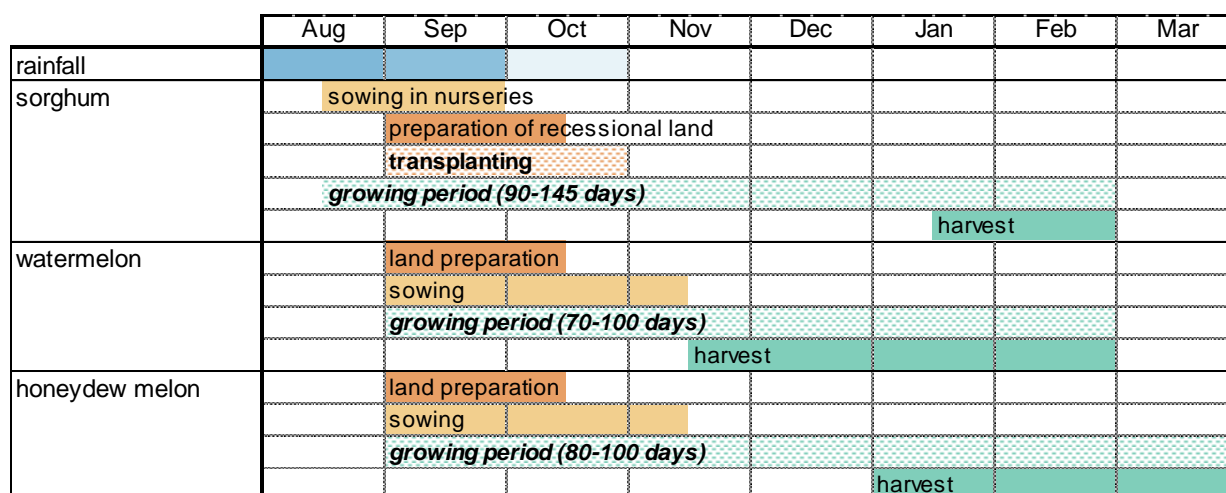 Aug Sep Oct Nov Dec Jan Feb Mar
rainfall
sorghum sowing in nurseries
preparation of recessional land
transplanting
growing period (90-145 days)
harvest
watermelon land preparation
sowing
growing period (70-100 days)
harvest
honeydew melon land preparation
sowing
growing period (80-100 days)
harvest